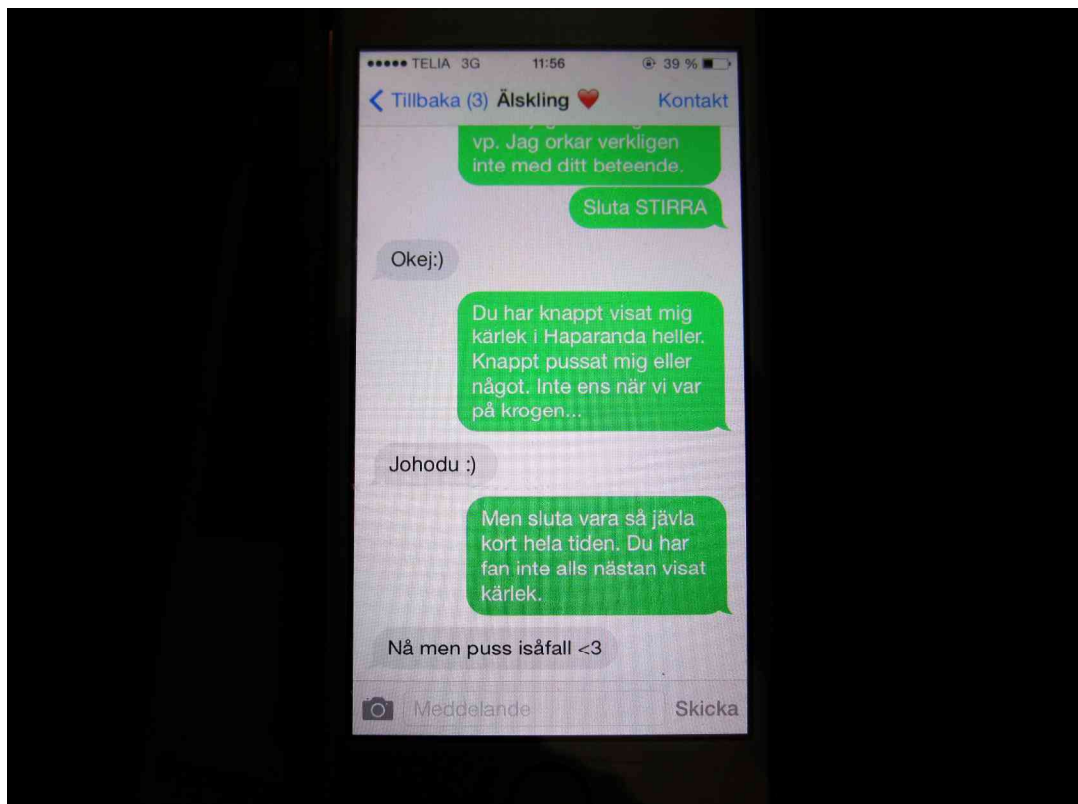 TELIA 3G 11:56 39 %
Tillbaka (3) Älskling ❤ Kontakt
vp. Jag orkar verkligen
inte med ditt beteende.
Sluta STIRRA
Okej:)
Du har knappt visat mig
kärlek i Haparanda heller.
Knappt pussat mig eller
något. Inte ens när vi var
på krogen...
Johodu :)
Men sluta vara så jävla
kort hela tiden. Du har
fan inte alls nästan visat
kärlek.
Nå men puss isåfall <3
Meddelande Skicka